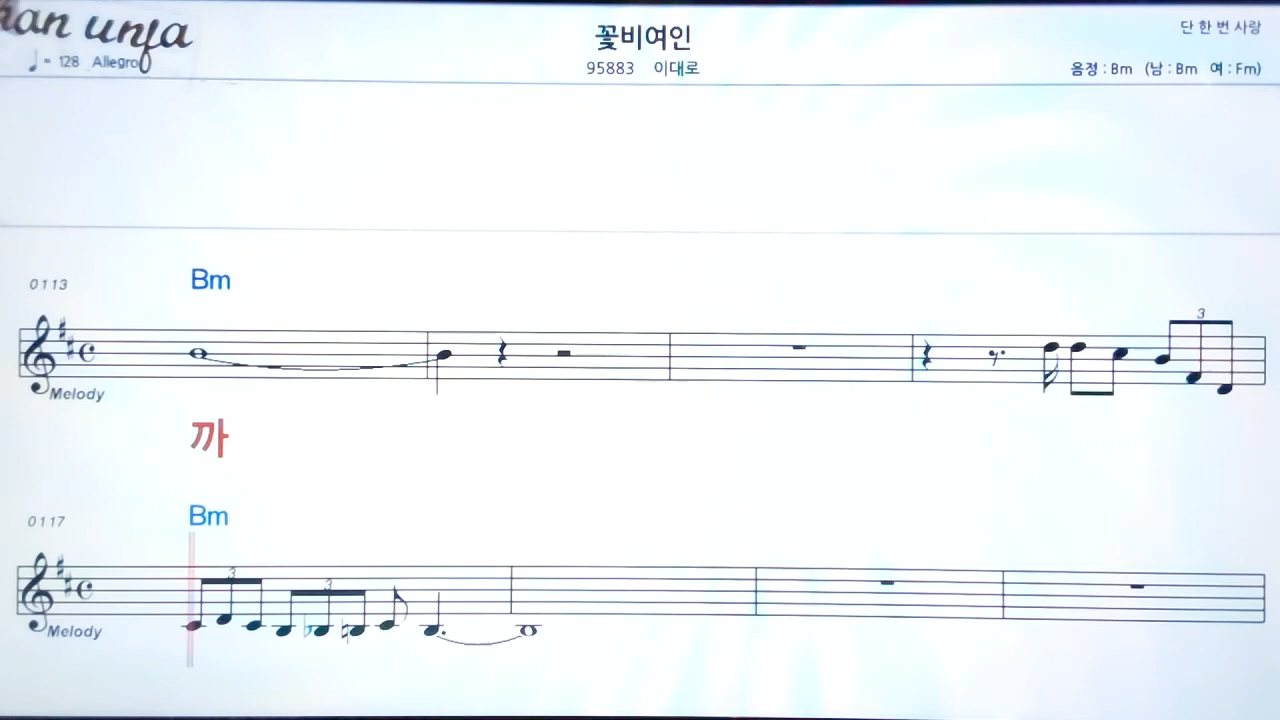 han unfa
꽃비여인
단 한 번 사랑
♩= 128 Allegro
95883 이대로
음정 : Bm (남 : Bm 여 : Fm)
0113
Bm
3
Melody
까
0117
Bm
3 3
Melody